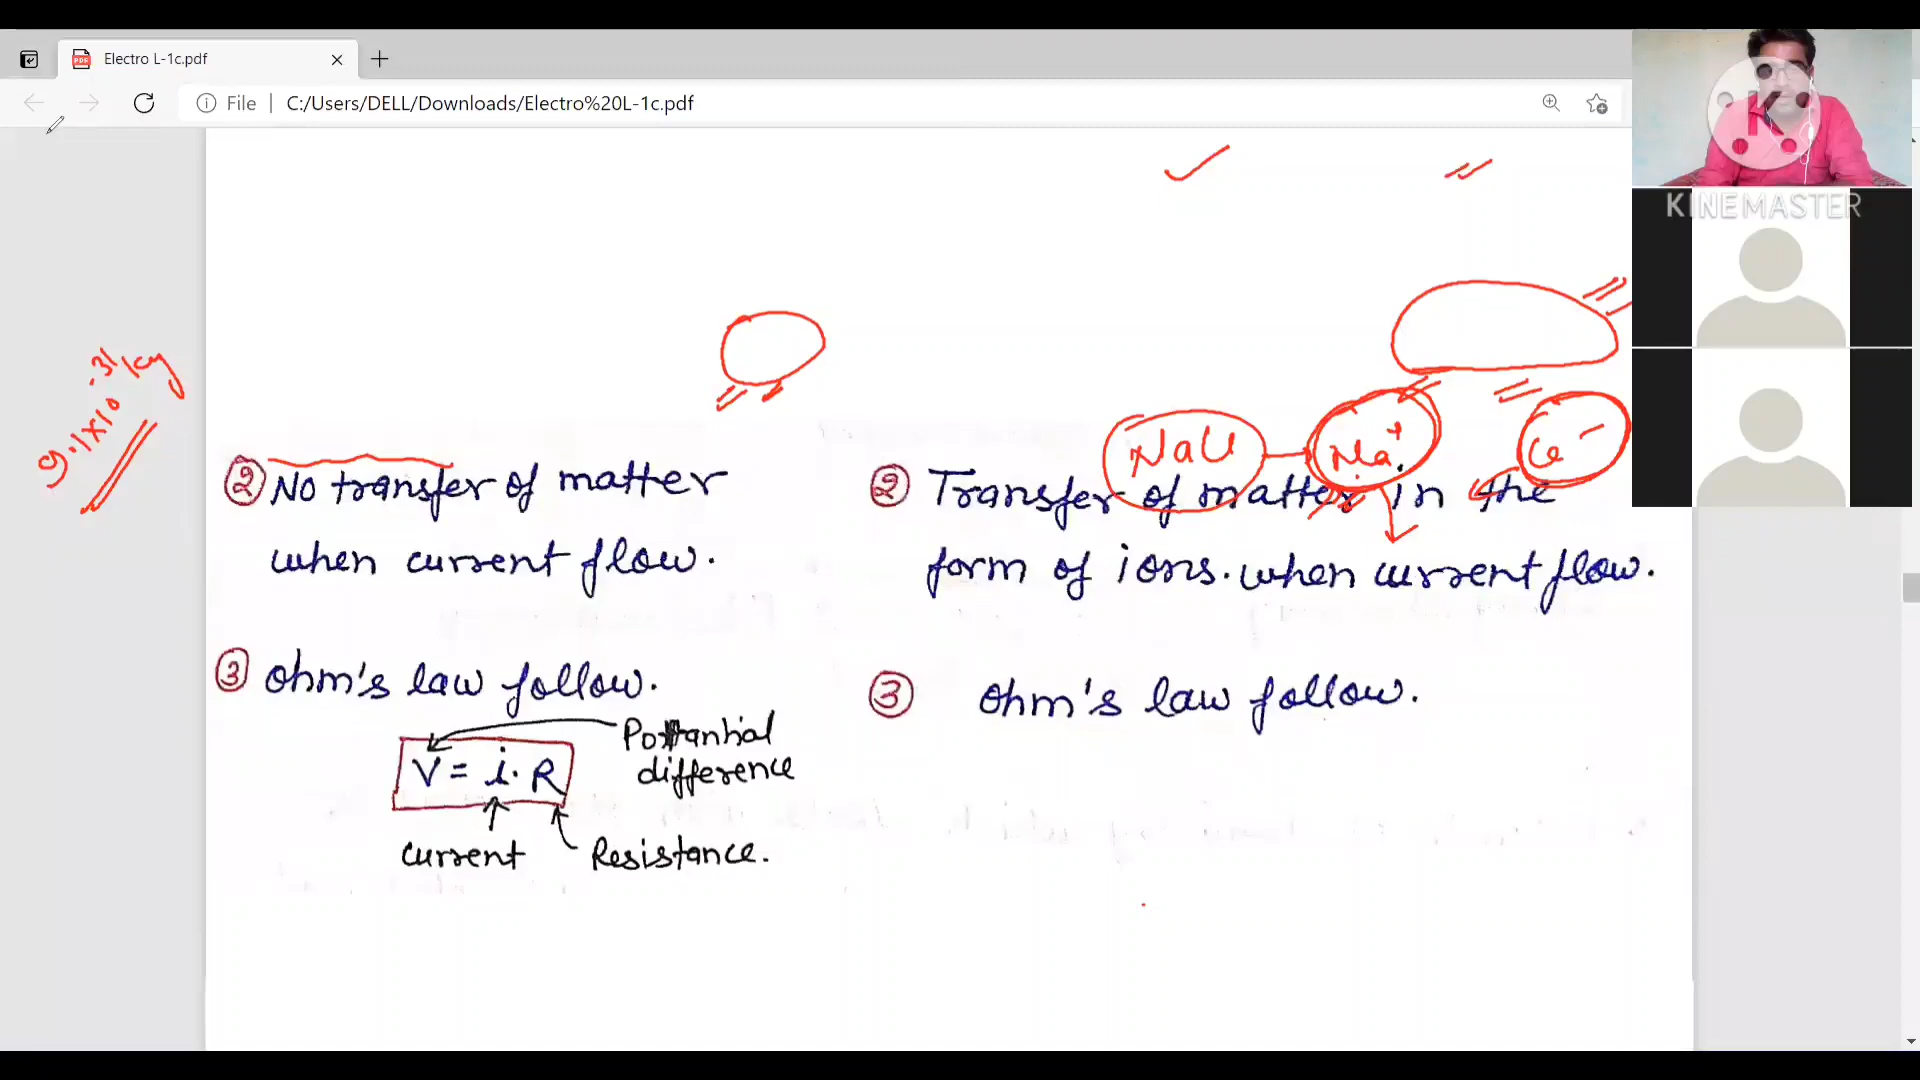 Electro L-1c.pdf
File | C:/Users/DELL/Downloads/Electro%20L-1c.pdf
KINEMASTER
9.1×10⁻³¹ kg
NaCl Na⁺ Cl⁻
② No transfer of matter
when current flow.
② Transfer of matter in the
form of ions. when current flow.
③ ohm's law follow.
V = i. R
difference
current
Resistance.
③ ohm's law follow.